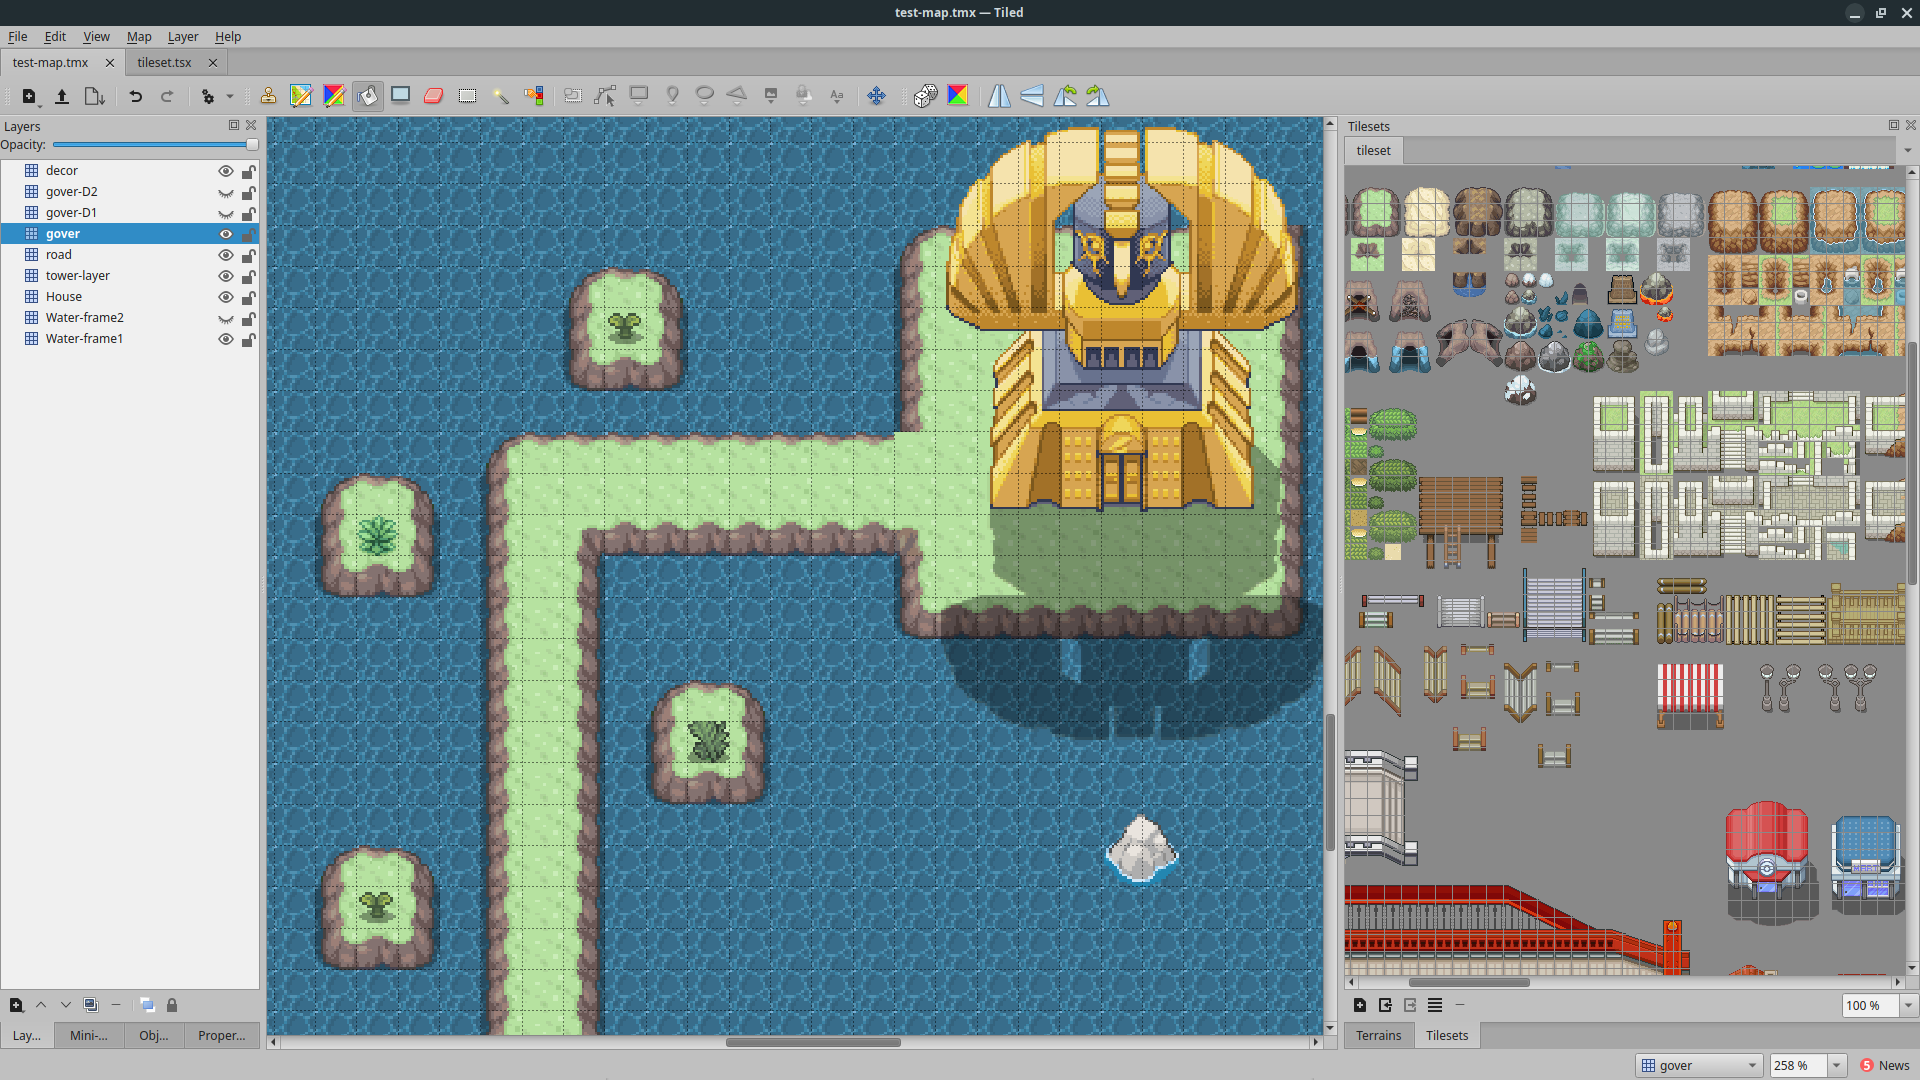 test-map.tmx — Tiled
File Edit View Map Layer Help
test-map.tmx tileset.tsx
Aa
Layers
Opacity:
decor
gover-D2
gover-D1
gover
road
tower-layer
House
Water-frame2
Water-frame1
Lay... Mini-... Obj... Proper...
Tilesets
tileset
100 %
Terrains Tilesets
gover 258 % 5 News